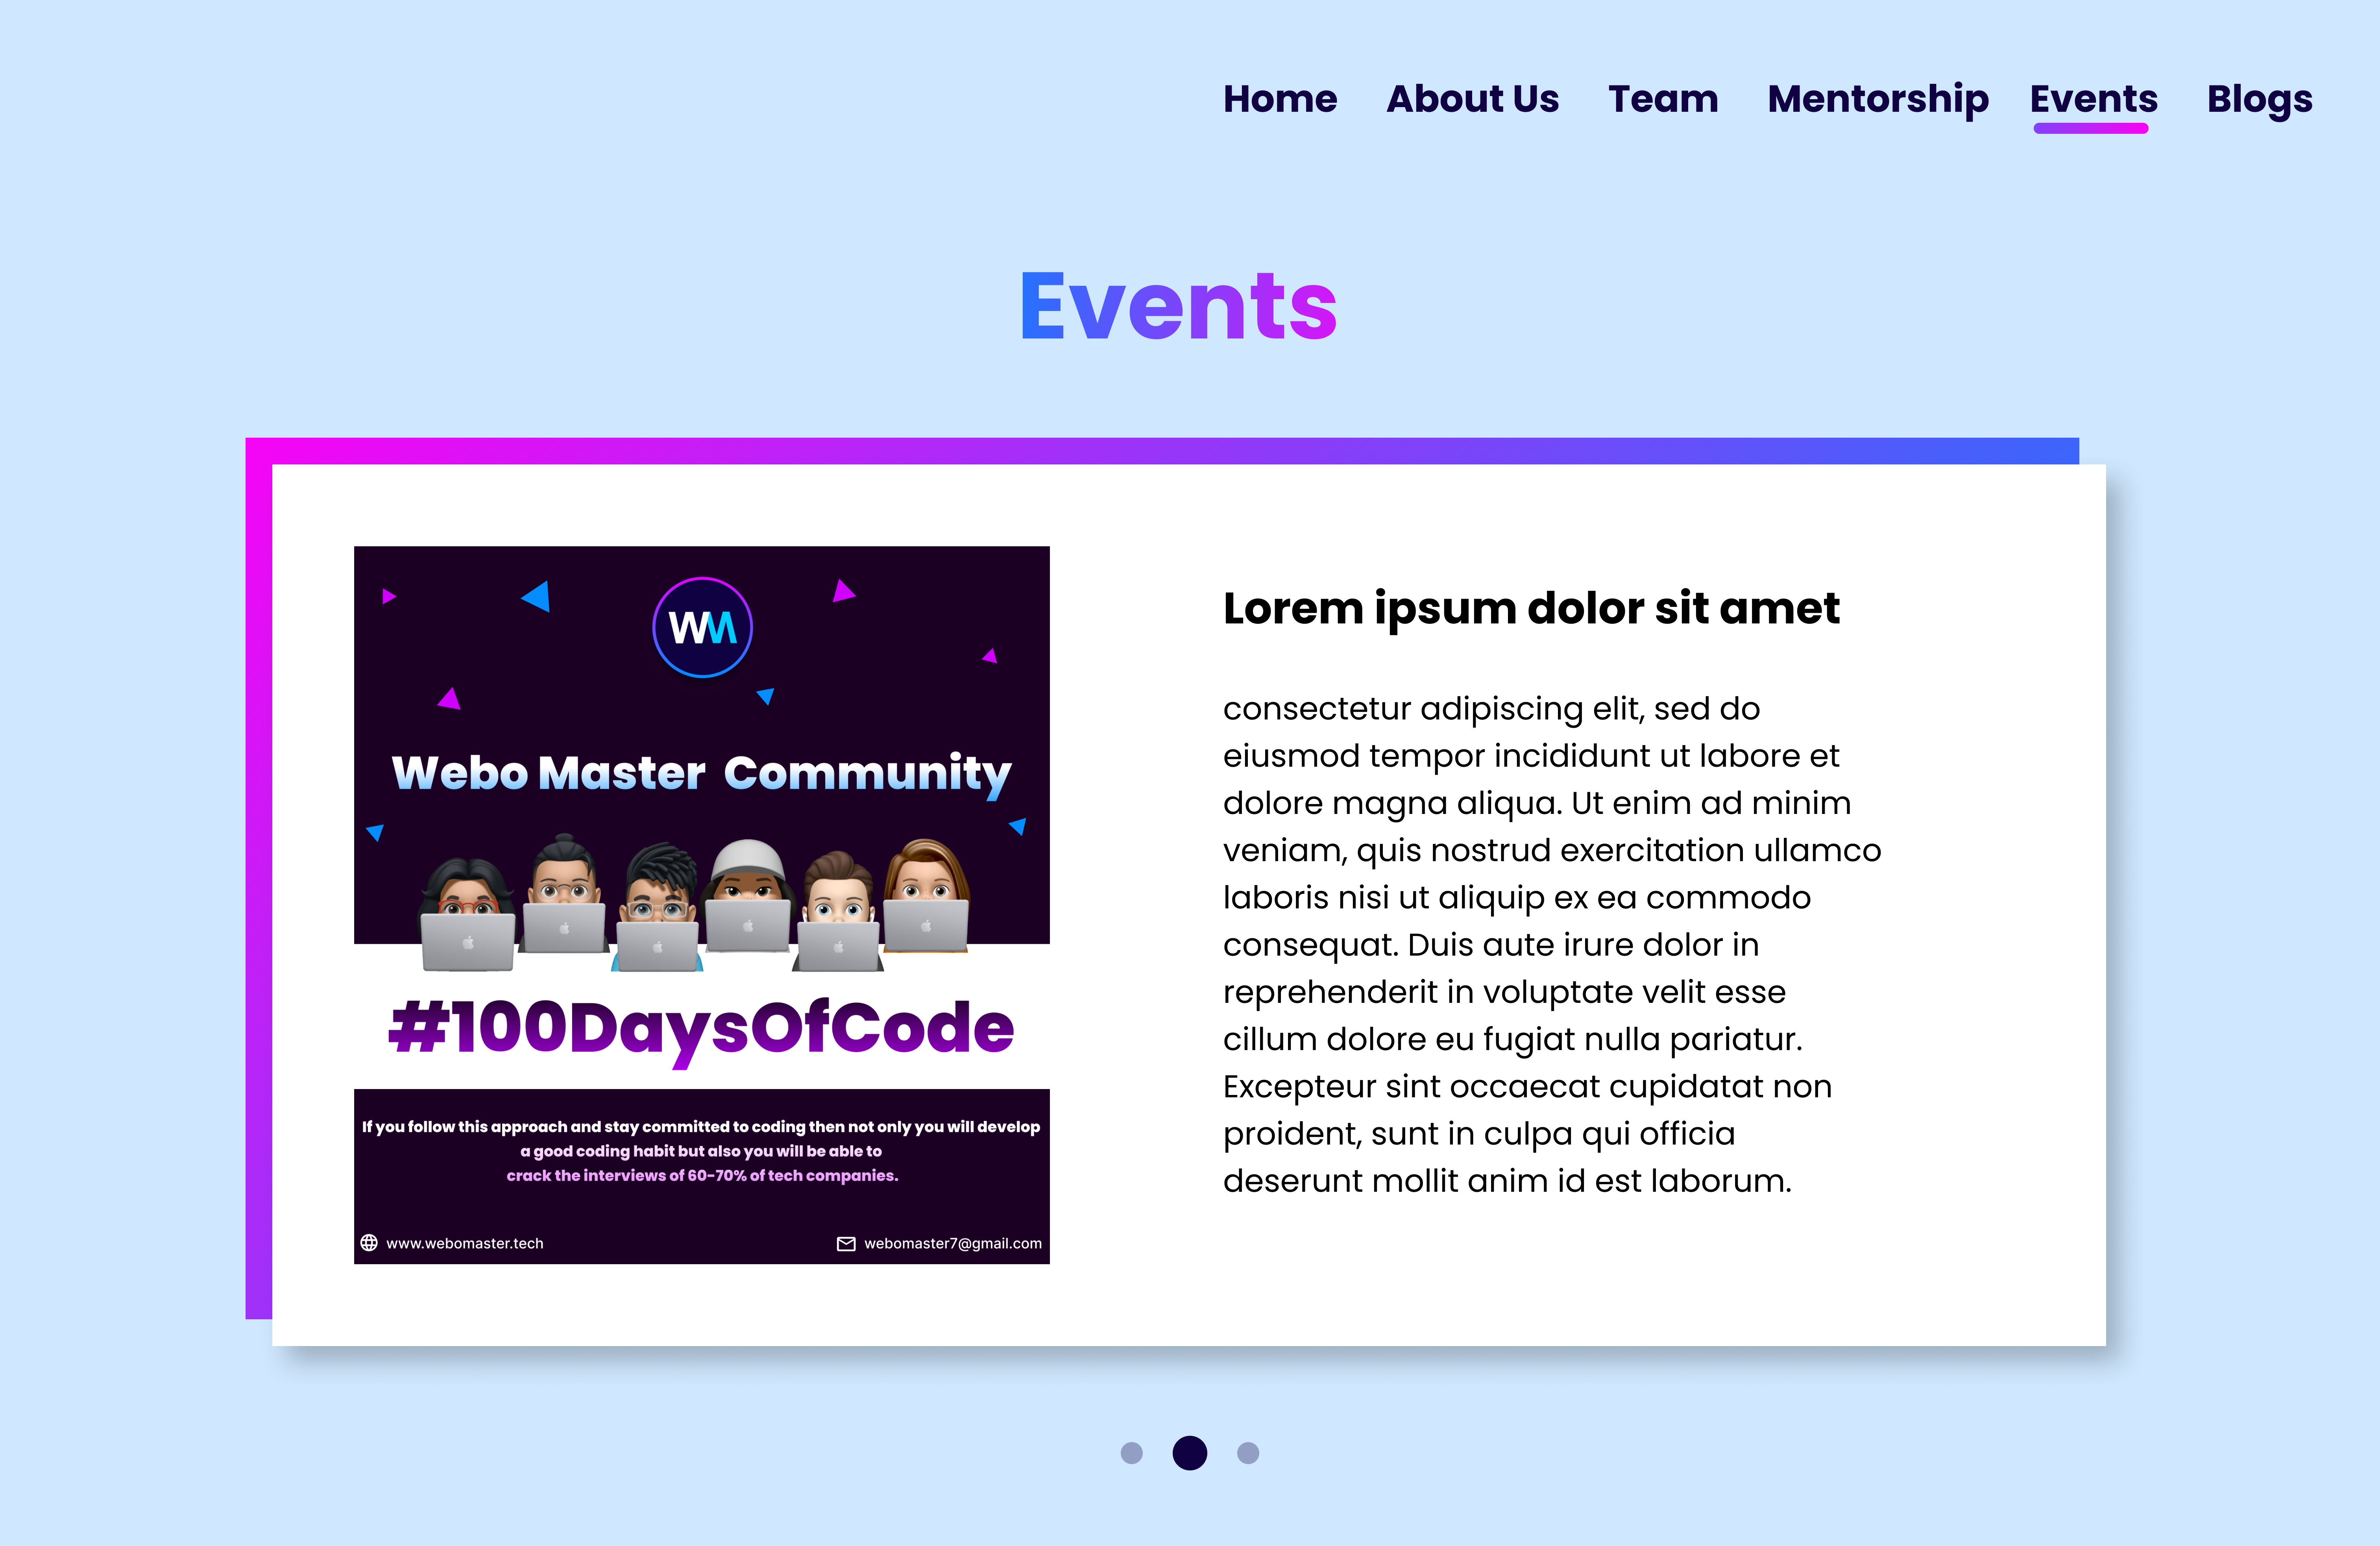 Home About Us Team Mentorship Events Blogs
Events
WM
Webo Master Community
#100DaysOfCode
If you follow this approach and stay committed to coding then not only you will develop
a good coding habit but also you will be able to
crack the interviews of 60-70% of tech companies.
www.webomaster.tech webomaster7@gmail.com
Lorem ipsum dolor sit amet
consectetur adipiscing elit, sed do
eiusmod tempor incididunt ut labore et
dolore magna aliqua. Ut enim ad minim
veniam, quis nostrud exercitation ullamco
laboris nisi ut aliquip ex ea commodo
consequat. Duis aute irure dolor in
reprehenderit in voluptate velit esse
cillum dolore eu fugiat nulla pariatur.
Excepteur sint occaecat cupidatat non
proident, sunt in culpa qui officia
deserunt mollit anim id est laborum.